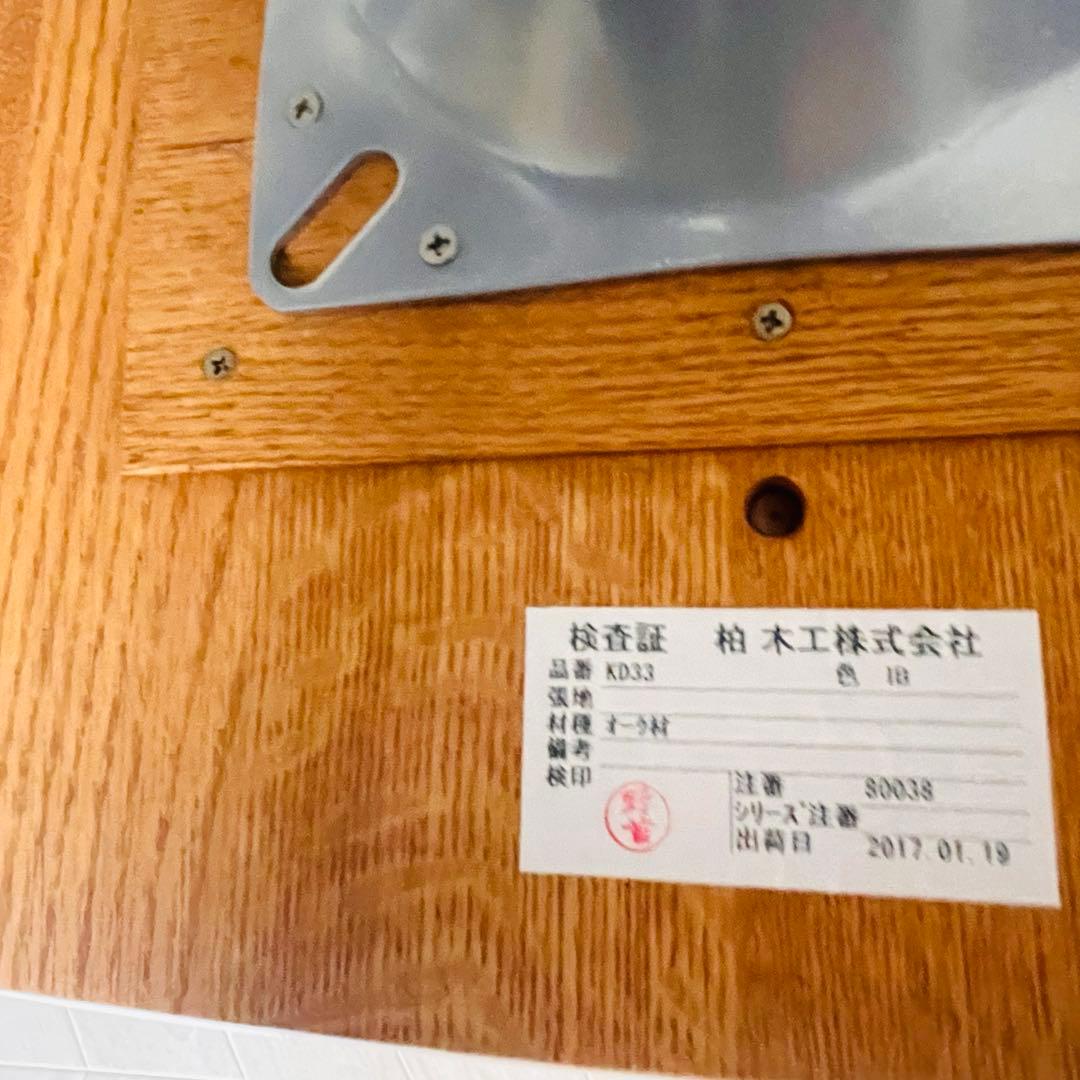 検査証 柏木工株式会社
品番 KD33 色 IB
張地
材種 オーク材
備考
検印
注番 80038
シリーズ注番
出荷日 2017.01.19